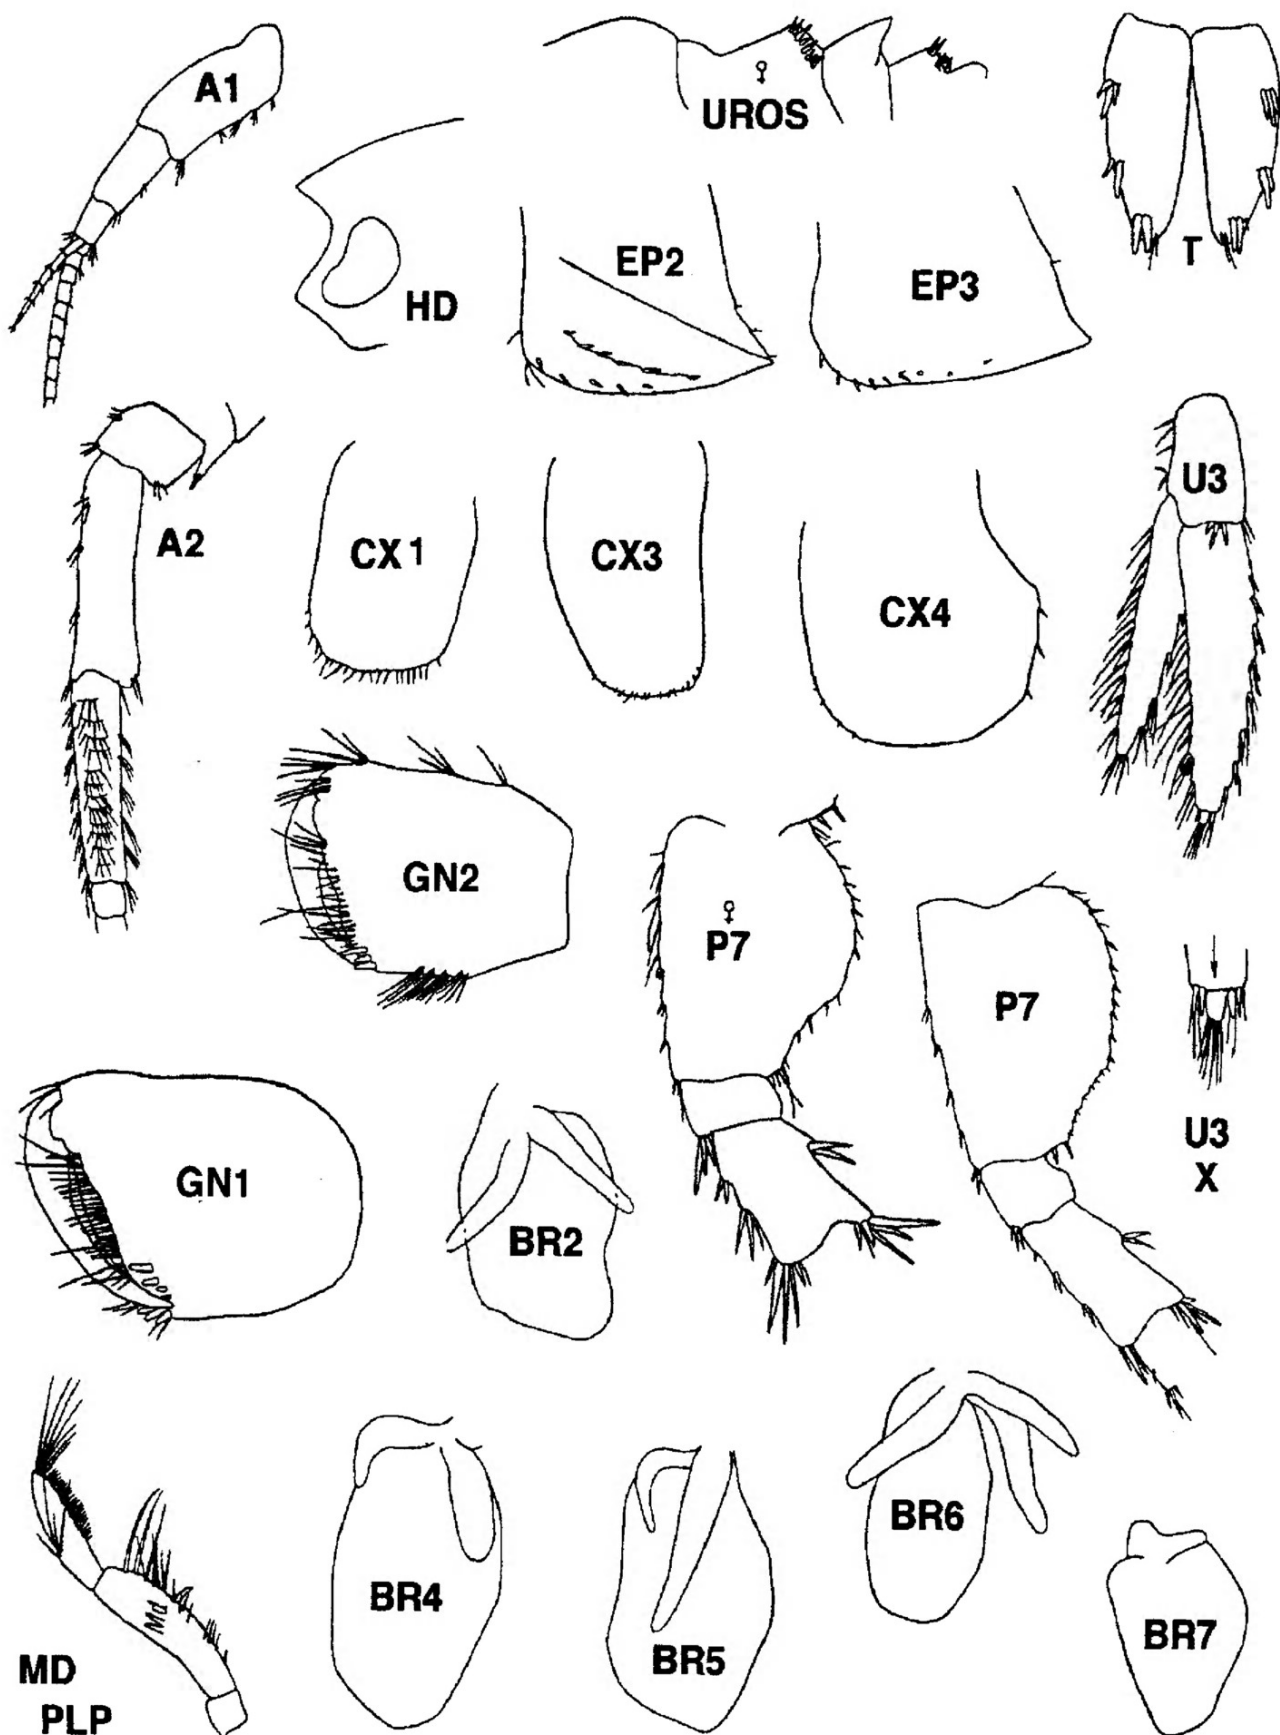 A1
♀
UROS
T
HD
EP2
EP3
A2
CX1
CX3
CX4
U3
GN2
♀
P7
P7
GN1
BR2
U3
X
Md
MD
PLP
BR4
BR5
BR6
BR7